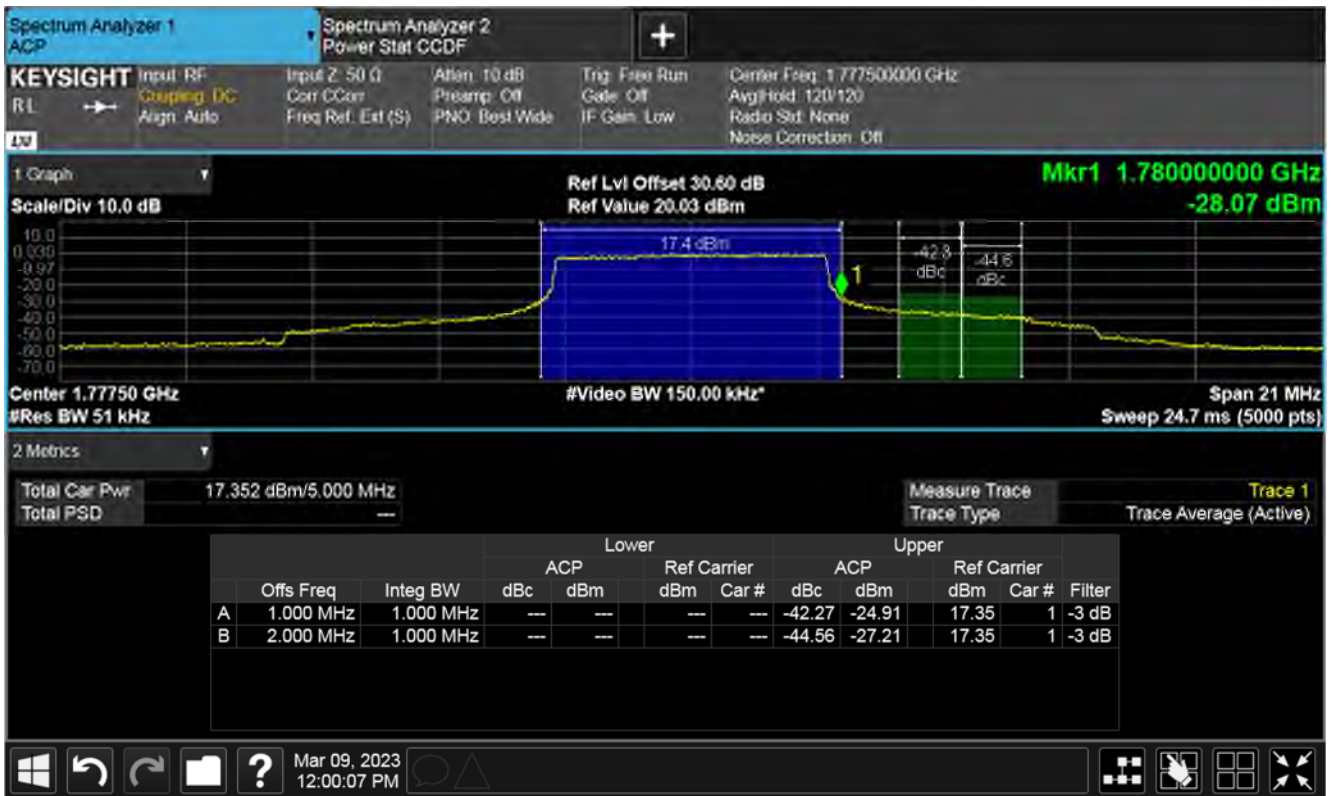 Spectrum Analyzer 1
ACP
Spectrum Analyzer 2
Power Stat CCDF
KEYSIGHT
R L
Input: RF
Coupling: DC
Align: Auto
Input Z: 50 Ω
Corr CCorr
Freq Ref: Ext (S)
Atten: 10 dB
Preamp: Off
PNO: Best Wide
Trig: Free Run
Gate: Off
IF Gain: Low
Center Freq: 1.777500000 GHz
Avg|Hold: 120/120
Radio Std: None
Noise Correction: Off
1 Graph
Scale/Div 10.0 dB
Ref Lvl Offset 30.60 dB
Ref Value 20.03 dBm
Mkr1 1.780000000 GHz
-28.07 dBm
10.0
0.030
-9.97
-20.0
-30.0
-40.0
-50.0
-60.0
-70.0
17.4 dBm
1
-42.3
dBc
-44.6
dBc
Center 1.77750 GHz
#Video BW 150.00 kHz*
Span 21 MHz
#Res BW 51 kHz
Sweep 24.7 ms (5000 pts)
2 Metrics
Total Car Pwr 17.352 dBm/5.000 MHz
Total PSD ---
Measure Trace Trace 1
Trace Type Trace Average (Active)
Lower Upper
ACP Ref Carrier ACP Ref Carrier
Offs Freq Integ BW dBc dBm dBm Car # dBc dBm dBm Car # Filter
A 1.000 MHz 1.000 MHz --- --- --- --- -42.27 -24.91 17.35 1 -3 dB
B 2.000 MHz 1.000 MHz --- --- --- --- -44.56 -27.21 17.35 1 -3 dB
?
Mar 09, 2023
12:00:07 PM